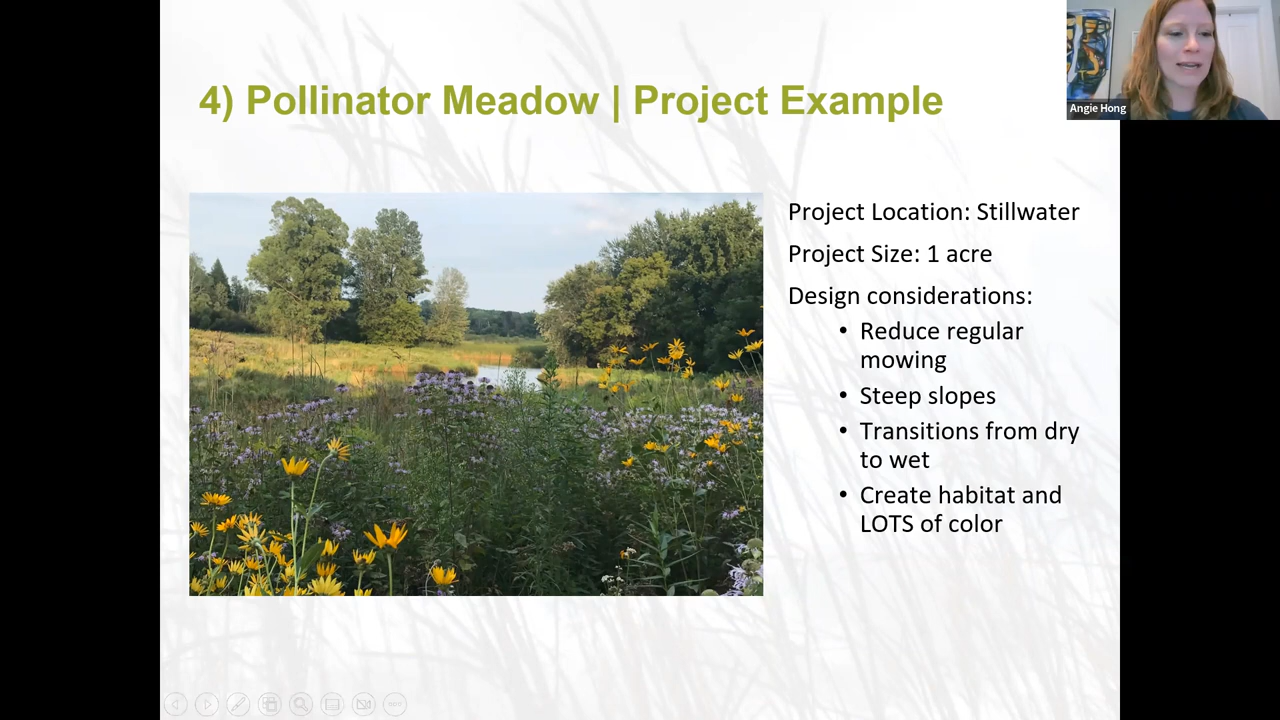 4) Pollinator Meadow | Project Example
Angie Hong
Project Location: Stillwater
Project Size: 1 acre
Design considerations:
• Reduce regular
mowing
• Steep slopes
• Transitions from dry
to wet
• Create habitat and
LOTS of color